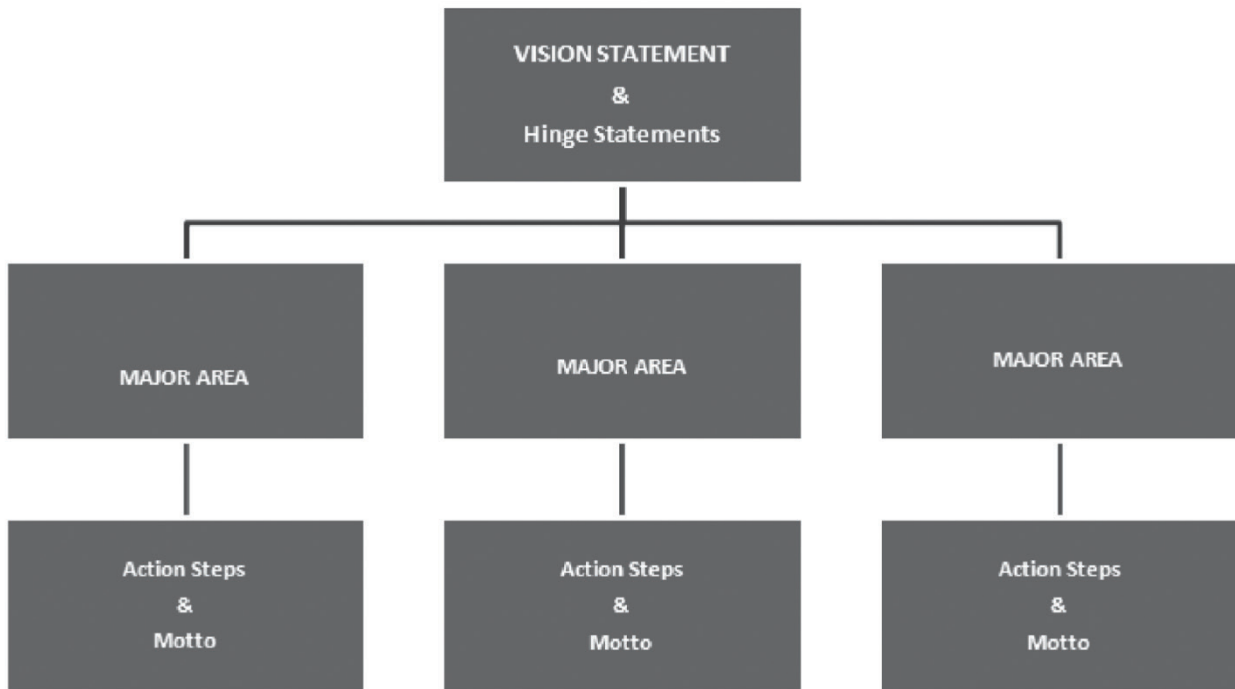 VISION STATEMENT
&
Hinge Statements
MAJOR AREA
MAJOR AREA
MAJOR AREA
Action Steps
&
Motto
Action Steps
&
Motto
Action Steps
&
Motto